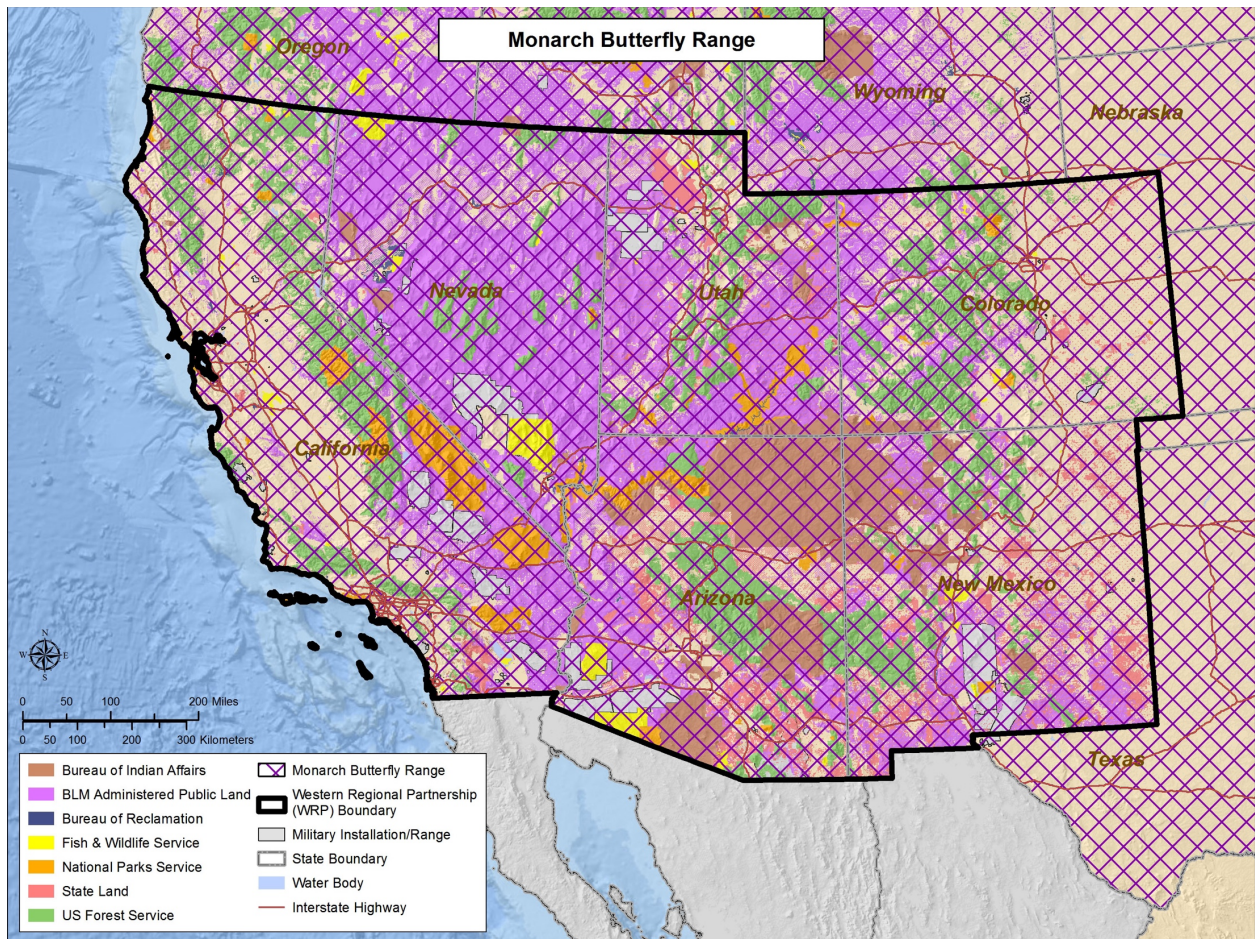 Monarch Butterfly Range
Oregon
Wyoming
Nebraska
Nevada
Utah
Colorado
California
Arizona
New Mexico
Texas
N
W E
S
0 50 100 200 Miles
0 50 100 200 300 Kilometers
Bureau of Indian Affairs
BLM Administered Public Land
Bureau of Reclamation
Fish & Wildlife Service
National Parks Service
State Land
US Forest Service
Monarch Butterfly Range
Western Regional Partnership
(WRP) Boundary
Military Installation/Range
State Boundary
Water Body
Interstate Highway